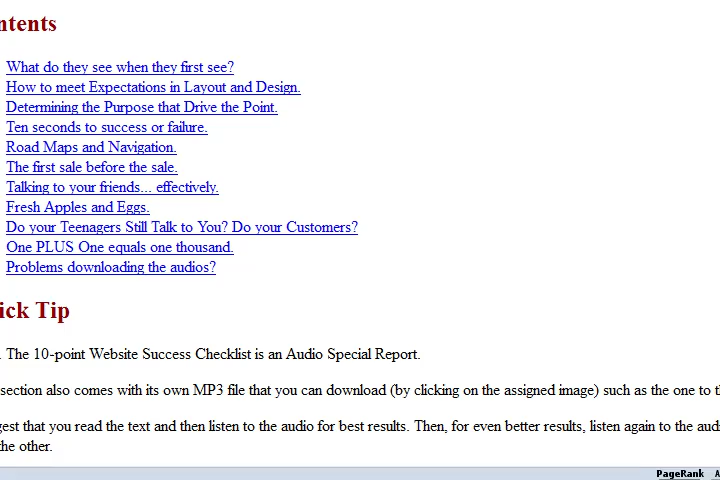 ntents
What do they see when they first see?
How to meet Expectations in Layout and Design.
Determining the Purpose that Drive the Point.
Ten seconds to success or failure.
Road Maps and Navigation.
The first sale before the sale.
Talking to your friends... effectively.
Fresh Apples and Eggs.
Do your Teenagers Still Talk to You? Do your Customers?
One PLUS One equals one thousand.
Problems downloading the audios?
ick Tip
. The 10-point Website Success Checklist is an Audio Special Report.
section also comes with its own MP3 file that you can download (by clicking on the assigned image) such as the one to t
gest that you read the text and then listen to the audio for best results. Then, for even better results, listen again to the aud
the other.
PageRank A